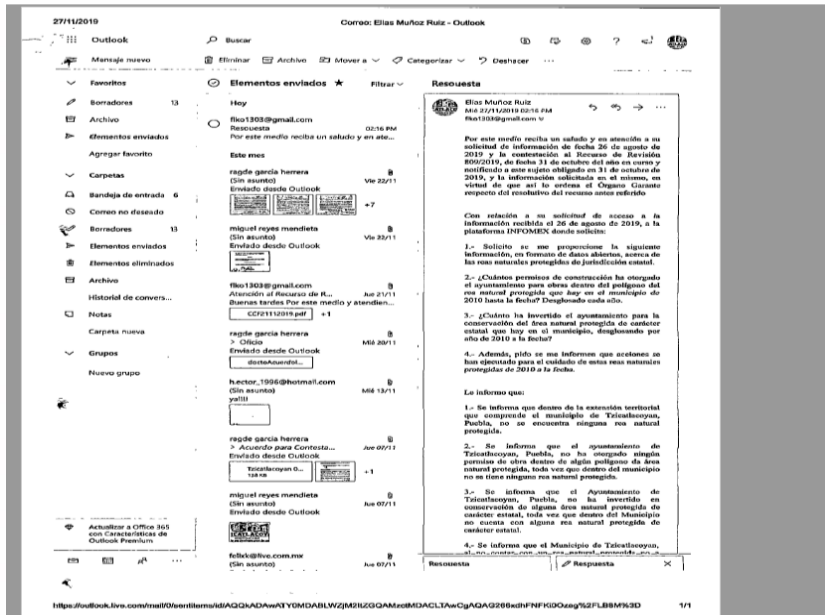 27/11/2019
Correo: Elias Muñoz Ruiz - Outlook
Outlook
Buscar
Mensaje nuevo
Eliminar
Archivo
Mover a
Categorizar
Deshacer
Favoritos
Borradores 13
Archivo
Elementos enviados
Agregar favorito
Carpetas
Bandeja de entrada 6
Correo no deseado
Borradores 13
Elementos enviados
Elementos eliminados
Archivo
Historial de convers...
Notas
Carpeta nueva
Grupos
Nuevo grupo
Actualizar a Office 365
con Características de
Outlook Premium
Elementos enviados
Filtrar
Hoy
fiko1303@gmail.com
Resouesta 02:16 PM
Por este medio reciba un saludo y en ate...
Este mes
ragde garcia herrera
(Sin asunto) Vie 22/11
Enviado desde Outlook
+7
miguel reyes mendieta
(Sin asunto) Vie 22/11
Enviado desde Outlook
fiko1303@gmail.com
Atención al Recurso de R... Jue 21/11
Buenas tardes Por este medio y atendien...
CCF21112019.pdf +1
ragde garcia herrera
> Oficio Mié 20/11
Enviado desde Outlook
hector_1996@hotmail.com
(Sin asunto) Mié 13/11
ya!!!!
ragde garcia herrera
> Acuerdo para Contesta... Jue 07/11
Enviado desde Outlook
Tzicatlacoyan O...
+1
miguel reyes mendieta
(Sin asunto) Jue 07/11
Enviado desde Outlook
felixk@live.com.mx
(Sin asunto) Jue 07/11
Resouesta
Elias Muñoz Ruiz
Mié 27/11/2019 02:16 PM
fiko1303@gmail.com
Por este medio reciba un saludo y en atención a su
solicitud de información de fecha 26 de agosto de
2019 y la contestación al Recurso de Revisión
809/2019, de fecha 31 de octubre del año en curso y
notificado a este sujeto obligado en 31 de octubre de
2019, y la información solicitada en el mismo, en
virtud de que así lo ordena el Órgano Garante
respecto del resolutivo del recurso antes referido
Con relación a su solicitud de acceso a la
información recibida el 26 de agosto de 2019, a la
plataforma INFOMEX donde solicita:
1.- Solicito se me proporcione la siguiente
información, en formato de datos abiertos, acerca de
las reas naturales protegidas de jurisdicción estatal.
2.- ¿Cuántos permisos de construcción ha otorgado
el ayuntamiento para obras dentro del polígono del
rea natural protegida que hay en el municipio de
2010 hasta la fecha? Desglosado cada año.
3.- ¿Cuánto ha invertido el ayuntamiento para la
conservación del área natural protegida de carácter
estatal que hay en el municipio, desglosando por
año de 2010 a la fecha?
4.- Además, pido se me informen que acciones se
han ejecutado para el cuidado de estas reas naturales
protegidas de 2010 a la fecha.
Le informo que:
1.- Se informa que dentro de la extensión territorial
que comprende el municipio de Tzicatlacoyan,
Puebla, no se encuentra ninguna rea natural
protegida.
2.- Se informa que el ayuntamiento de
Tzicatlacoyan, Puebla, no ha otorgado ningún
permiso de obra dentro de algún polígono da área
natural protegida, toda vez que dentro del municipio
no se tiene ninguno rea natural protegida.
3.- Se informa que el Ayuntamiento de
Tzicatlacoyan, Puebla, no ha invertido en
conservación de alguna área natural protegida de
carácter estatal, toda vez que dentro del Municipio
no cuenta con alguna rea natural protegida de
carácter estatal.
4.- Se informa que el Municipio de Tzicatlacoyan,
al no contar con un rea natural protegida no a
Resouesta
Respuesta
1/1